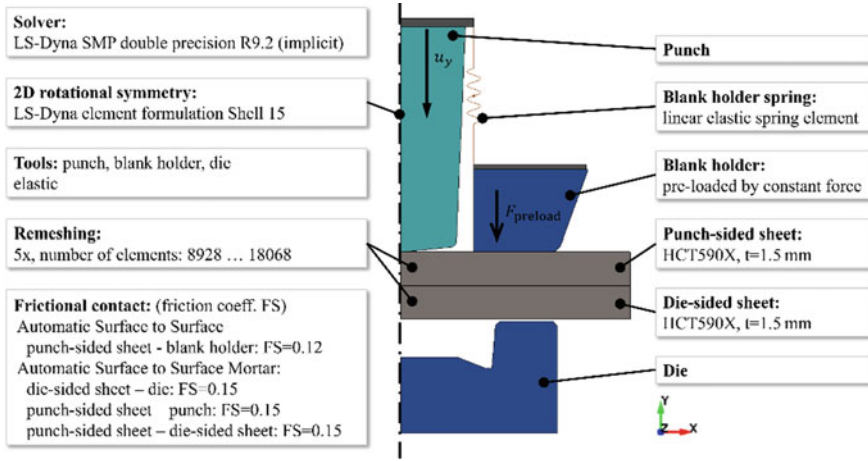 Solver:
LS-Dyna SMP double precision R9.2 (implicit)
2D rotational symmetry:
LS-Dyna element formulation Shell 15
Tools: punch, blank holder, die
elastic
Remeshing:
5x, number of elements: 8928 … 18068
Frictional contact: (friction coeff. FS)
Automatic Surface to Surface
punch-sided sheet - blank holder: FS=0.12
Automatic Surface to Surface Mortar:
die-sided sheet – die: FS=0.15
punch-sided sheet punch: FS=0.15
punch-sided sheet – die-sided sheet: FS=0.15
u_y
F_preload
Punch
Blank holder spring:
linear elastic spring element
Blank holder:
pre-loaded by constant force
Punch-sided sheet:
HCT590X, t=1.5 mm
Die-sided sheet:
HCT590X, t=1.5 mm
Die
Y
Z X